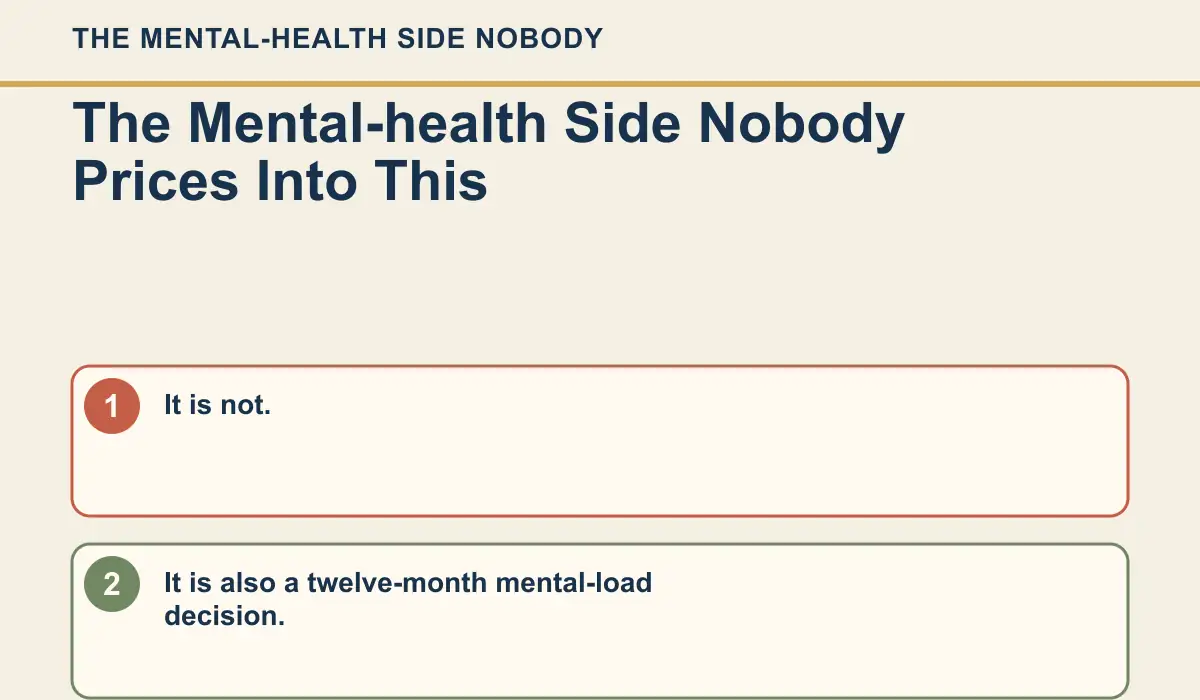 THE MENTAL-HEALTH SIDE NOBODY
The Mental-health Side Nobody
Prices Into This
1
It is not.
2
It is also a twelve-month mental-load
decision.